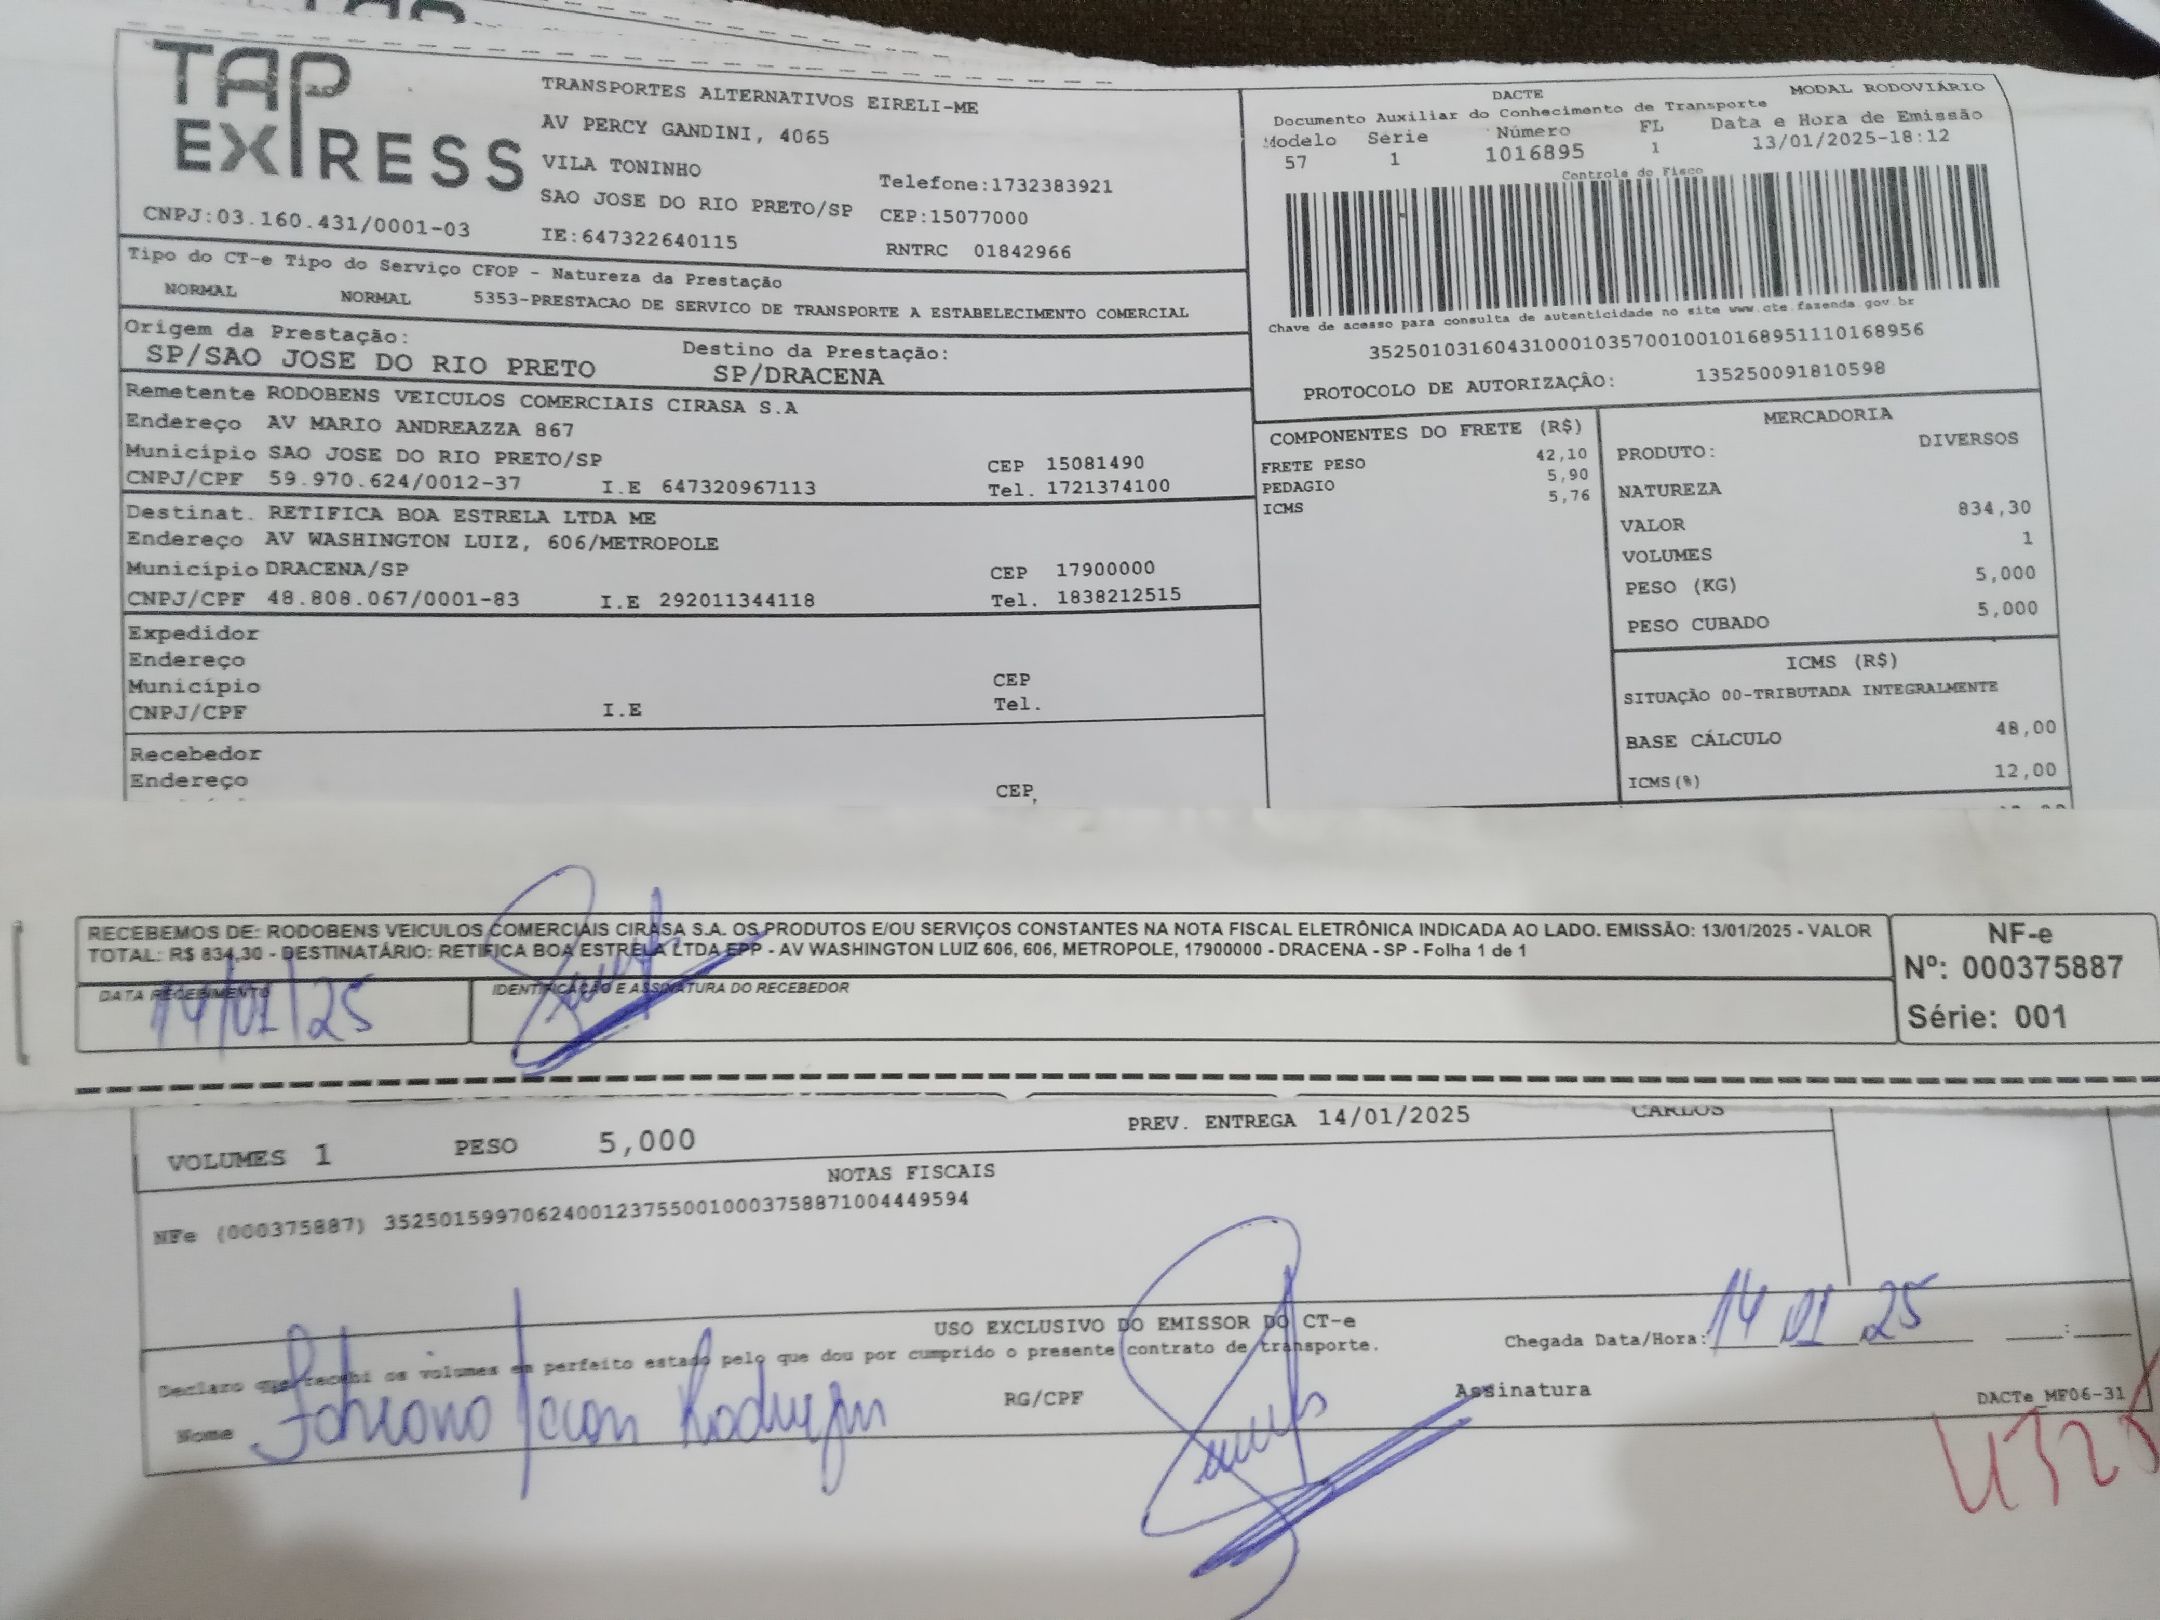 TAP EXPRESS
TRANSPORTES ALTERNATIVOS EIRELI-ME
AV PERCY GANDINI, 4065
VILA TONINHO
Telefone:1732383921
SAO JOSE DO RIO PRETO/SP CEP:15077000
CNPJ:03.160.431/0001-03 IE:647322640115 RNTRC 01842966
DACTE MODAL RODOVIÁRIO
Documento Auxiliar do Conhecimento de Transporte
Modelo Série Número FL Data e Hora de Emissão
57 1 1016895 1 13/01/2025-18:12
Controle do Fisco
Chave de acesso para consulta de autenticidade no site www.cte.fazenda.gov.br
35250103160431000103570010010168951110168956
PROTOCOLO DE AUTORIZAÇÃO: 135250091810598
Tipo do CT-e Tipo do Serviço CFOP - Natureza da Prestação
NORMAL NORMAL 5353-PRESTACAO DE SERVICO DE TRANSPORTE A ESTABELECIMENTO COMERCIAL
Origem da Prestação: Destino da Prestação:
SP/SAO JOSE DO RIO PRETO SP/DRACENA
Remetente RODOBENS VEICULOS COMERCIAIS CIRASA S.A
Endereço AV MARIO ANDREAZZA 867
Município SAO JOSE DO RIO PRETO/SP CEP 15081490
CNPJ/CPF 59.970.624/0012-37 I.E 647320967113 Tel. 1721374100
Destinat. RETIFICA BOA ESTRELA LTDA ME
Endereço AV WASHINGTON LUIZ, 606/METROPOLE
Município DRACENA/SP CEP 17900000
CNPJ/CPF 48.808.067/0001-83 I.E 292011344118 Tel. 1838212515
Expedidor
Endereço
Município CEP
CNPJ/CPF I.E Tel.
Recebedor
Endereço
CEP
COMPONENTES DO FRETE (R$)
FRETE PESO 42,10
PEDAGIO 5,90
ICMS 5,76
MERCADORIA
PRODUTO: DIVERSOS
NATUREZA
VALOR 834,30
VOLUMES 1
PESO (KG) 5,000
PESO CUBADO 5,000
ICMS (R$)
SITUAÇÃO 00-TRIBUTADA INTEGRALMENTE
BASE CÁLCULO 48,00
ICMS(%) 12,00
RECEBEMOS DE: RODOBENS VEICULOS COMERCIAIS CIRASA S.A. OS PRODUTOS E/OU SERVIÇOS CONSTANTES NA NOTA FISCAL ELETRÔNICA INDICADA AO LADO. EMISSÃO: 13/01/2025 - VALOR
TOTAL: R$ 834,30 - DESTINATÁRIO: RETIFICA BOA ESTRELA LTDA EPP - AV WASHINGTON LUIZ 606, 606, METROPOLE, 17900000 - DRACENA - SP - Folha 1 de 1
DATA RECEBIMENTO IDENTIFICAÇÃO E ASSINATURA DO RECEBEDOR
14/01/25
NF-e
Nº: 000375887
Série: 001
PREV. ENTREGA 14/01/2025 CARLOS
VOLUMES 1 PESO 5,000
NOTAS FISCAIS
NFe (000375887) 35250159970624001237550010003758871004449594
USO EXCLUSIVO DO EMISSOR DO CT-e
Declaro que recebi os volumes em perfeito estado pelo que dou por cumprido o presente contrato de transporte. Chegada Data/Hora: 14 01 25 :
Nome RG/CPF Assinatura DACTe_MF06-31